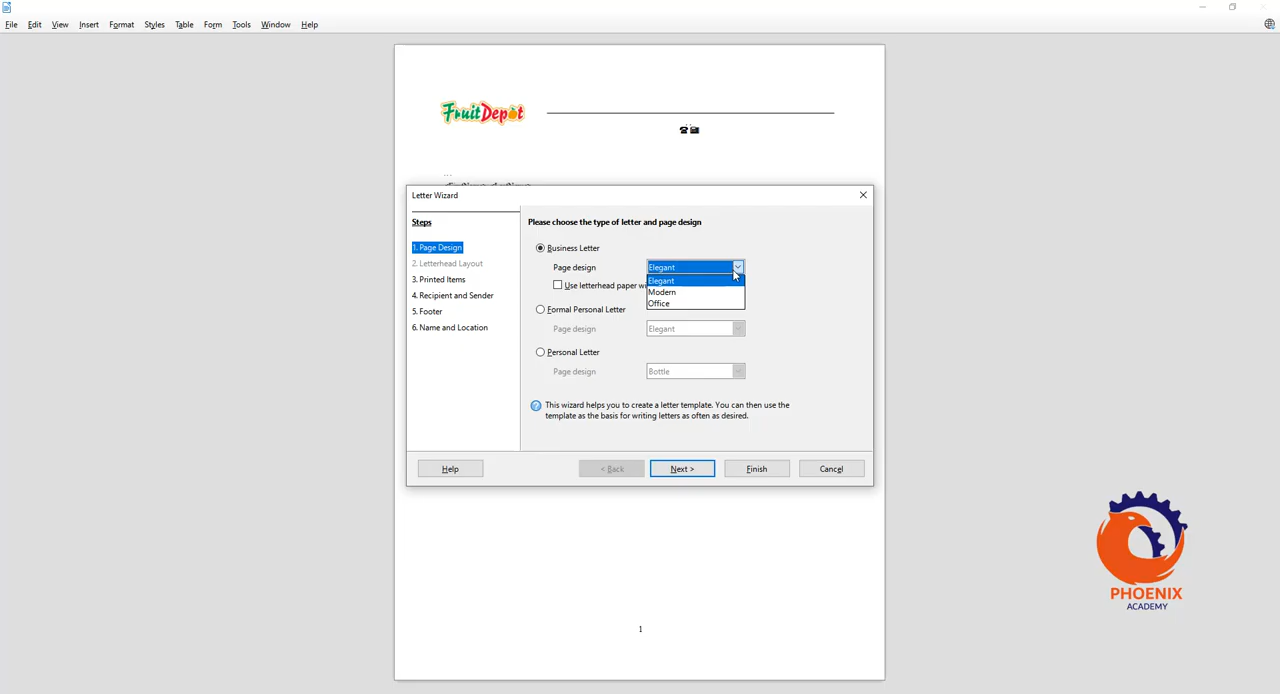 File Edit View Insert Format Styles Table Form Tools Window Help
FruitDepot
Letter Wizard
Steps
1. Page Design
2. Letterhead Layout
3. Printed Items
4. Recipient and Sender
5. Footer
6. Name and Location
Please choose the type of letter and page design
Business Letter
Page design Elegant
Elegant
Modern
Office
Use letterhead paper
Formal Personal Letter
Page design Elegant
Personal Letter
Page design Bottle
This wizard helps you to create a letter template. You can then use the
template as the basis for writing letters as often as desired.
Help < Back Next > Finish Cancel
1
PHOENIX
ACADEMY